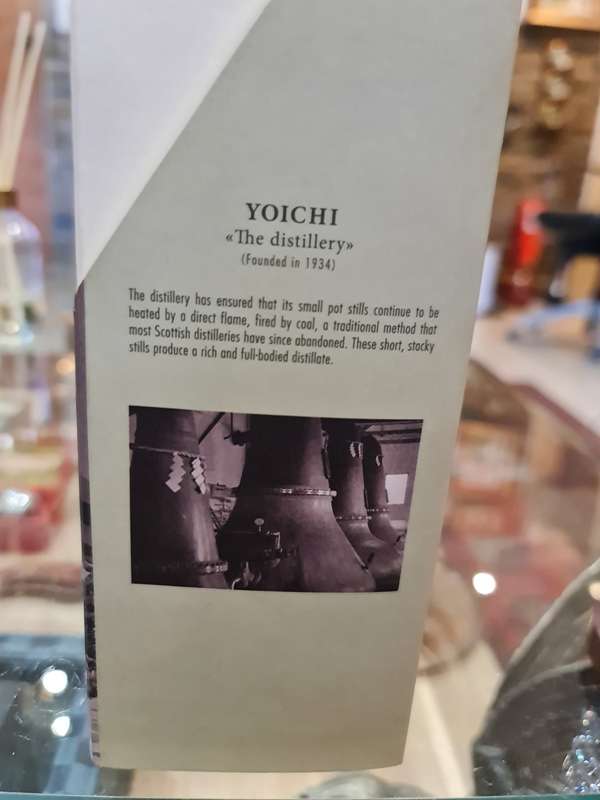 YOICHI
«The distillery»
(Founded in 1934)
The distillery has ensured that its small pot stills continue to be
heated by a direct flame, fired by coal, a traditional method that
most Scottish distilleries have since abandoned. These short, stocky
stills produce a rich and full-bodied distillate.